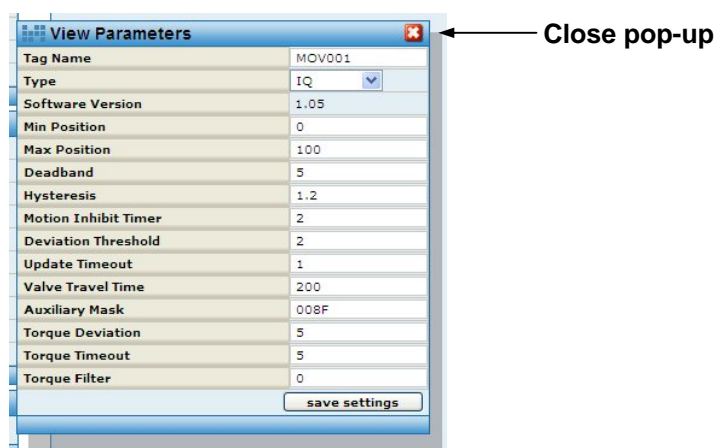 View Parameters
Close pop-up
Tag Name MOV001
Type IQ
Software Version 1.05
Min Position 0
Max Position 100
Deadband 5
Hysteresis 1.2
Motion Inhibit Timer 2
Deviation Threshold 2
Update Timeout 1
Valve Travel Time 200
Auxiliary Mask 008F
Torque Deviation 5
Torque Timeout 5
Torque Filter 0
save settings